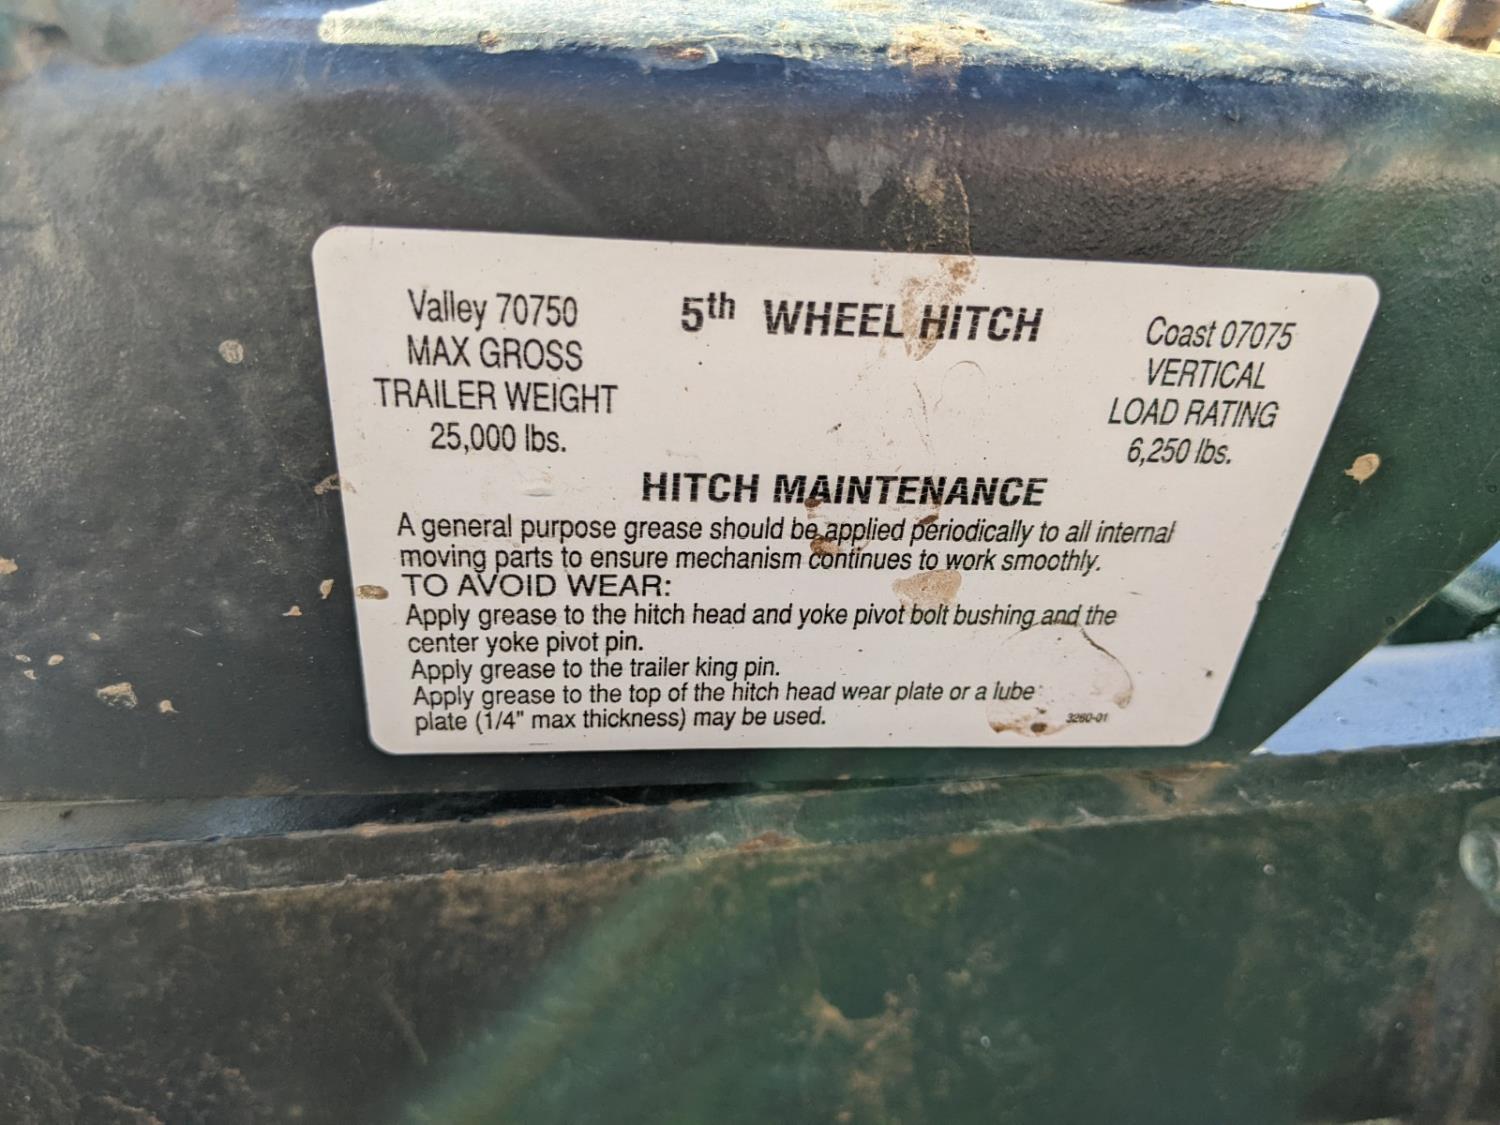 5th WHEEL HITCH
Valley 70750
MAX GROSS
TRAILER WEIGHT
25,000 lbs.
Coast 07075
VERTICAL
LOAD RATING
6,250 lbs.
HITCH MAINTENANCE
A general purpose grease should be applied periodically to all internal
moving parts to ensure mechanism continues to work smoothly.
TO AVOID WEAR:
Apply grease to the hitch head and yoke pivot bolt bushing and the
center yoke pivot pin.
Apply grease to the trailer king pin.
Apply grease to the top of the hitch head wear plate or a lube
plate (1/4" max thickness) may be used.
3260-01